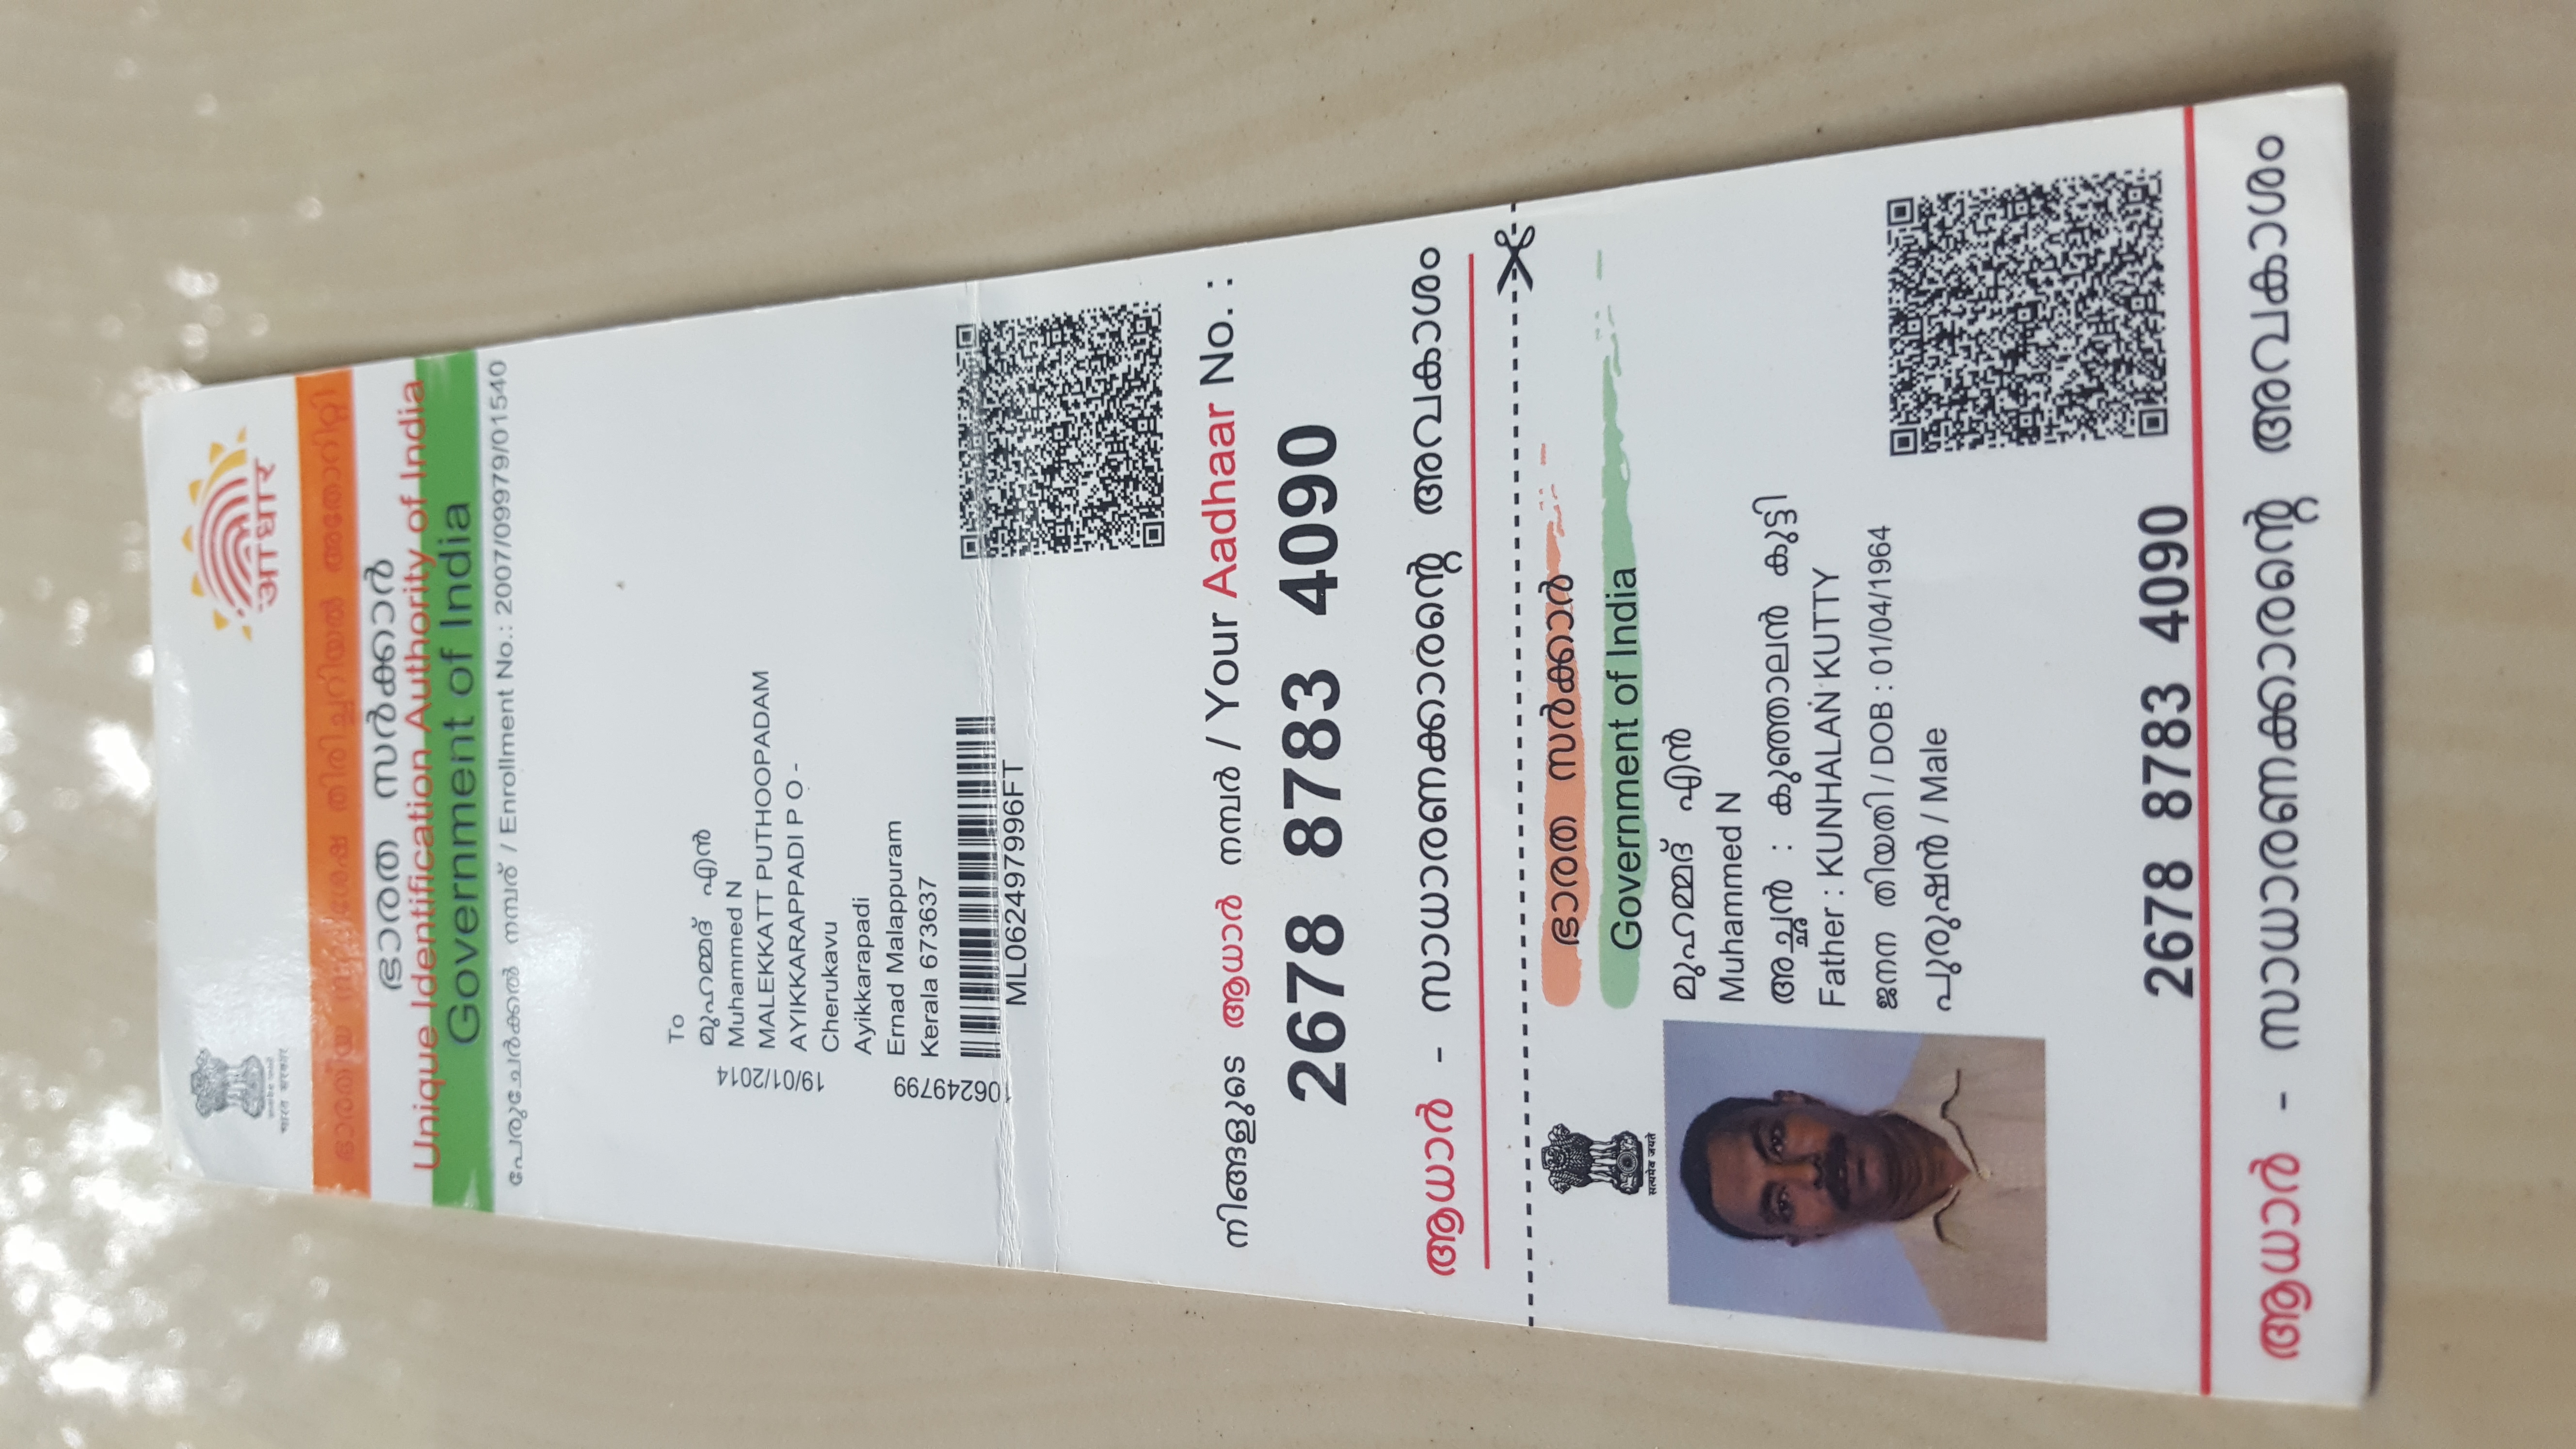 भारत सरकार
आधार
ഭാരതീയ സവിശേഷ തിരിച്ചറിയൽ അതോറിറ്റി
ഭാരത സർക്കാർ
Unique Identification Authority of India
Government of India
പേരുചേർക്കൽ നമ്പര് / Enrollment No.: 2007/09979/01540
To
മുഹമ്മദ് എൻ
Muhammed N
MALEKKATT PUTHOOPADAM
AYIKKARAPPADI P O -
Cherukavu
Ayikkarapadi
Ernad Malappuram
Kerala 673637
19/01/2014
106249799
ML062497996FT
നിങ്ങളുടെ ആധാർ നമ്പർ / Your Aadhaar No. :
2678 8783 4090
ആധാർ - സാധാരണക്കാരന്റെ അവകാശം
ഭാരത സർക്കാർ
Government of India
सत्यमेव जयते
മുഹമ്മദ് എൻ
Muhammed N
അച്ഛൻ : കുഞ്ഞാലൻ കുട്ടി
Father : KUNHALAN KUTTY
ജനന തിയതി / DOB : 01/04/1964
പുരുഷൻ / Male
2678 8783 4090
ആധാർ - സാധാരണക്കാരന്റെ അവകാശം